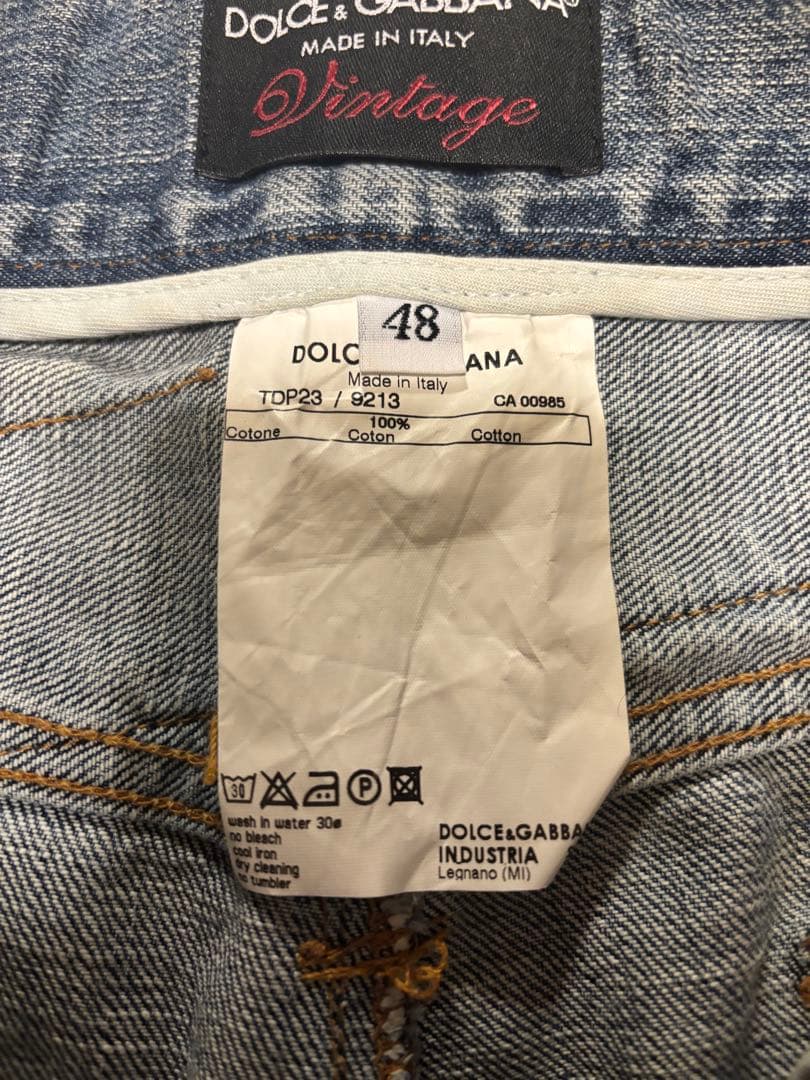 DOLCE & GABBANA®
MADE IN ITALY
Vintage
48
DOLC ANA
Made in Italy
TDP23 / 9213 CA 00985
100%
Cotone Coton Cotton
30 P
wash in water 30ø
no bleach
cool iron
dry cleaning
tumbler
DOLCE&GABBA
INDUSTRIA
Legnano (MI)